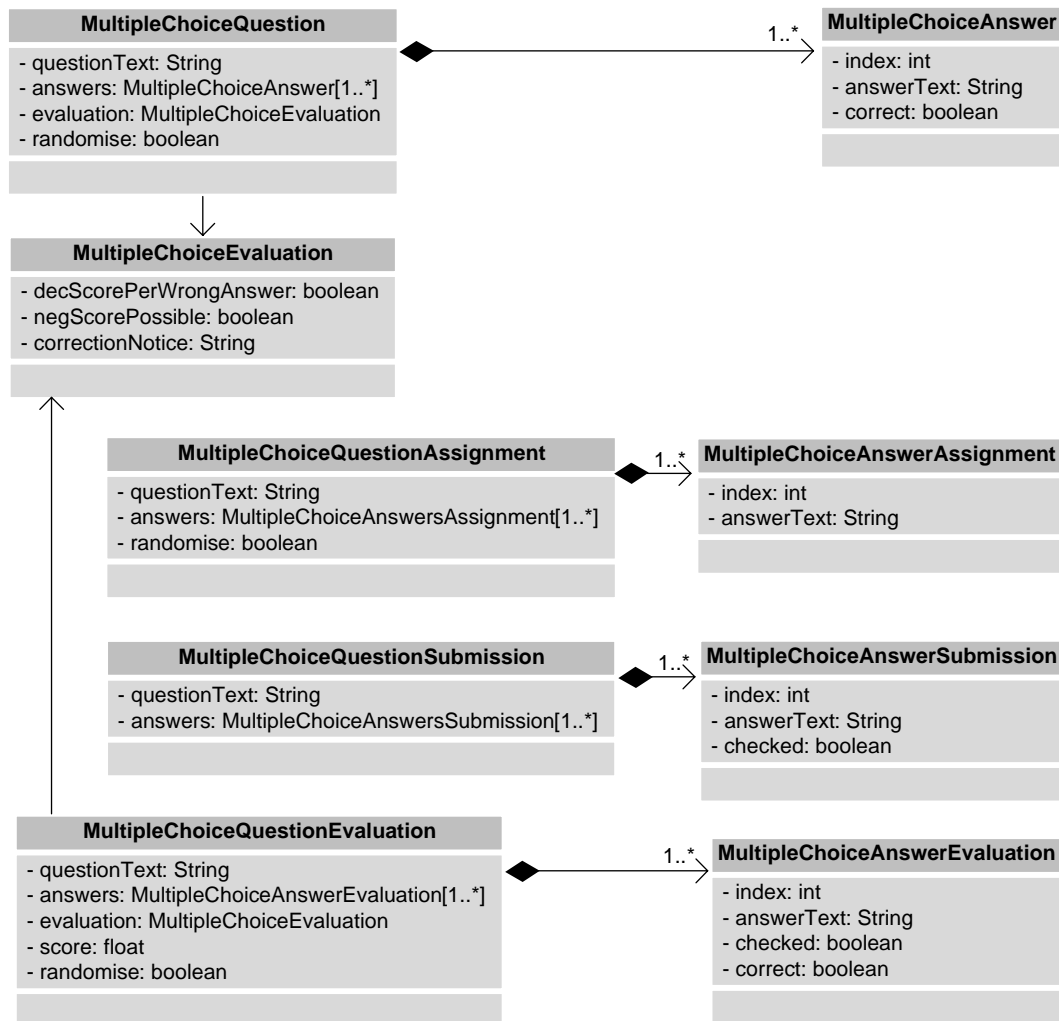 MultipleChoiceQuestion
- questionText: String
- answers: MultipleChoiceAnswer[1..*]
- evaluation: MultipleChoiceEvaluation
- randomise: boolean
1..*
MultipleChoiceAnswer
- index: int
- answerText: String
- correct: boolean
MultipleChoiceEvaluation
- decScorePerWrongAnswer: boolean
- negScorePossible: boolean
- correctionNotice: String
MultipleChoiceQuestionAssignment
- questionText: String
- answers: MultipleChoiceAnswersAssignment[1..*]
- randomise: boolean
1..*
MultipleChoiceAnswerAssignment
- index: int
- answerText: String
MultipleChoiceQuestionSubmission
- questionText: String
- answers: MultipleChoiceAnswersSubmission[1..*]
1..*
MultipleChoiceAnswerSubmission
- index: int
- answerText: String
- checked: boolean
MultipleChoiceQuestionEvaluation
- questionText: String
- answers: MultipleChoiceAnswerEvaluation[1..*]
- evaluation: MultipleChoiceEvaluation
- score: float
- randomise: boolean
1..*
MultipleChoiceAnswerEvaluation
- index: int
- answerText: String
- checked: boolean
- correct: boolean